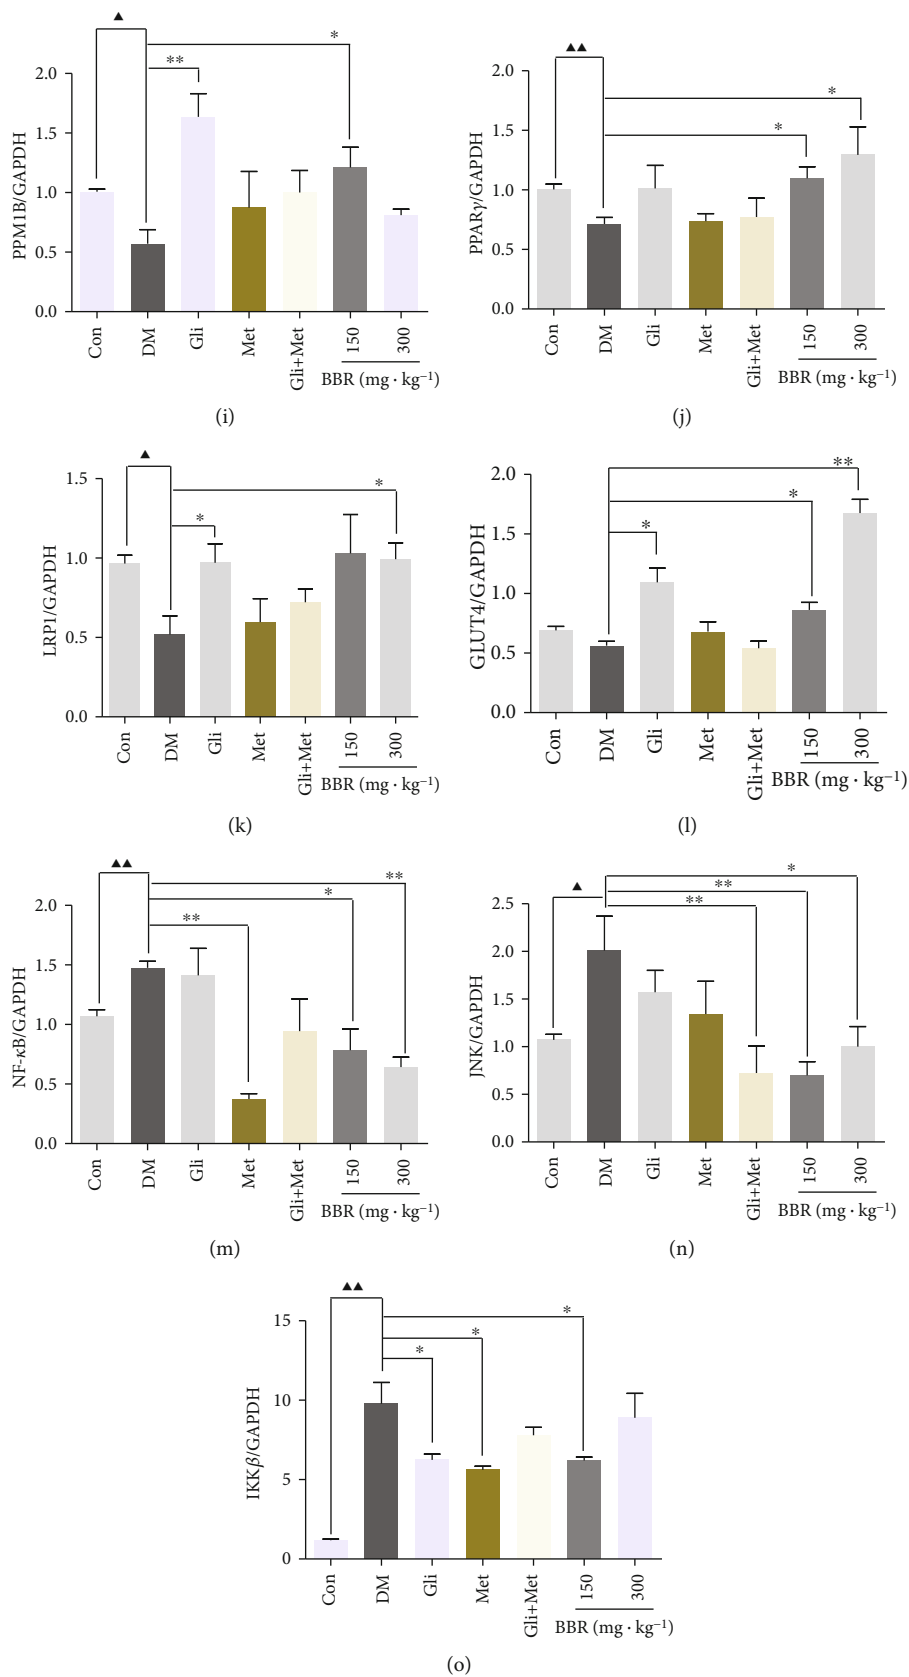 ▲
*
**
2.0
1.5
1.0
0.5
0.0
PPM1B/GAPDH
Con
DM
Gli
Met
Gli+Met
150
300
BBR (mg · kg⁻¹)
(i)
▲▲
*
*
2.0
1.5
1.0
0.5
0.0
PPARγ/GAPDH
Con
DM
Gli
Met
Gli+Met
150
300
BBR (mg · kg⁻¹)
(j)
▲
*
*
1.5
1.0
0.5
0.0
LRP1/GAPDH
Con
DM
Gli
Met
Gli+Met
150
300
BBR (mg · kg⁻¹)
(k)
**
*
*
2.0
1.5
1.0
0.5
0.0
GLUT4/GAPDH
Con
DM
Gli
Met
Gli+Met
150
300
BBR (mg · kg⁻¹)
(l)
▲▲
**
*
**
2.0
1.5
1.0
0.5
0.0
NF-κB/GAPDH
Con
DM
Gli
Met
Gli+Met
150
300
BBR (mg · kg⁻¹)
(m)
▲
*
**
**
2.5
2.0
1.5
1.0
0.5
0.0
JNK/GAPDH
Con
DM
Gli
Met
Gli+Met
150
300
BBR (mg · kg⁻¹)
(n)
▲▲
*
*
*
15
10
5
0
IKKβ/GAPDH
Con
DM
Gli
Met
Gli+Met
150
300
BBR (mg · kg⁻¹)
(o)